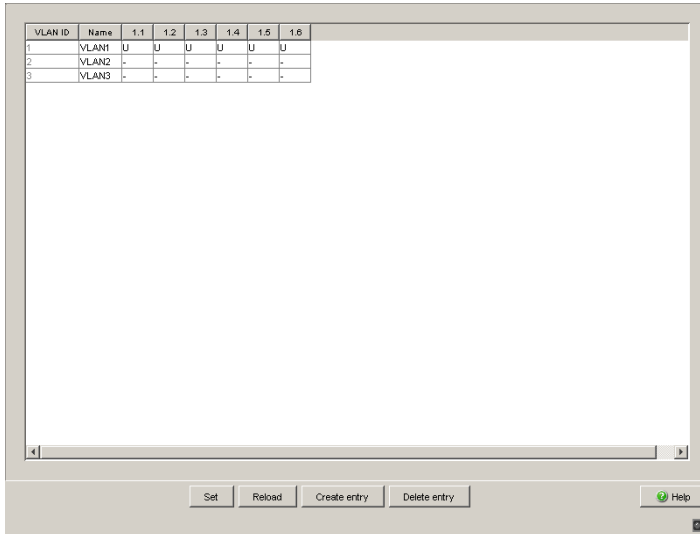 VLAN ID Name 1.1 1.2 1.3 1.4 1.5 1.6
1 VLAN1 U U U U U U
2 VLAN2 - - - - - -
3 VLAN3 - - - - - -
Set Reload Create entry Delete entry Help